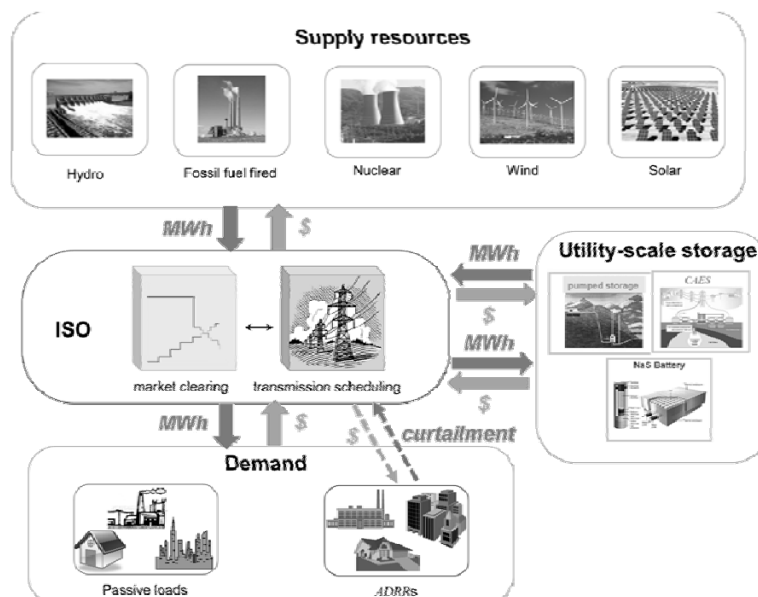 Supply resources
Hydro
Fossil fuel fired
Nuclear
Wind
Solar
MWh
$
ISO
market clearing
transmission scheduling
MWh
$
MWh
$
Utility-scale storage
pumped storage
CAES
NaS Battery
MWh
$
$
curtailment
Demand
Passive loads
ADRRs